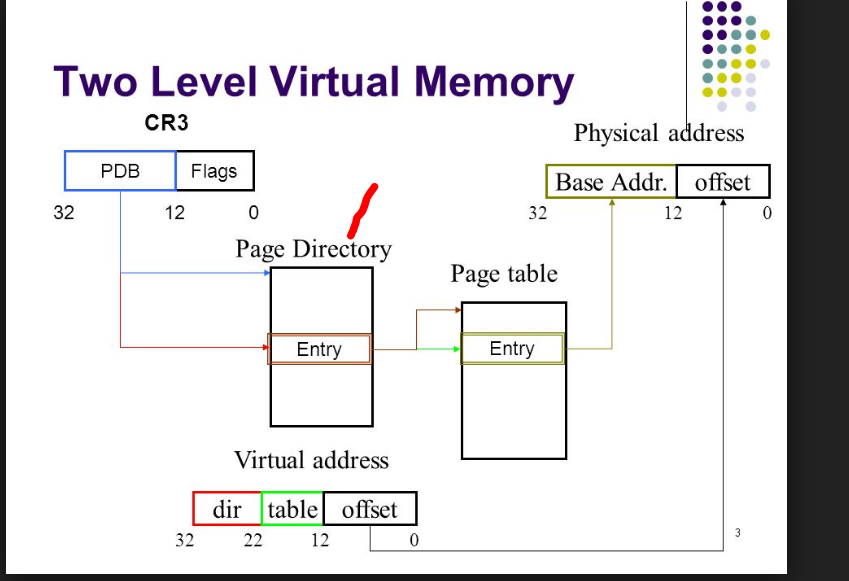 Two Level Virtual Memory
CR3
PDB Flags
32 12 0
Physical address
Base Addr. offset
32 12 0
Page Directory
Entry
Page table
Entry
Virtual address
dir table offset
32 22 12 0
3